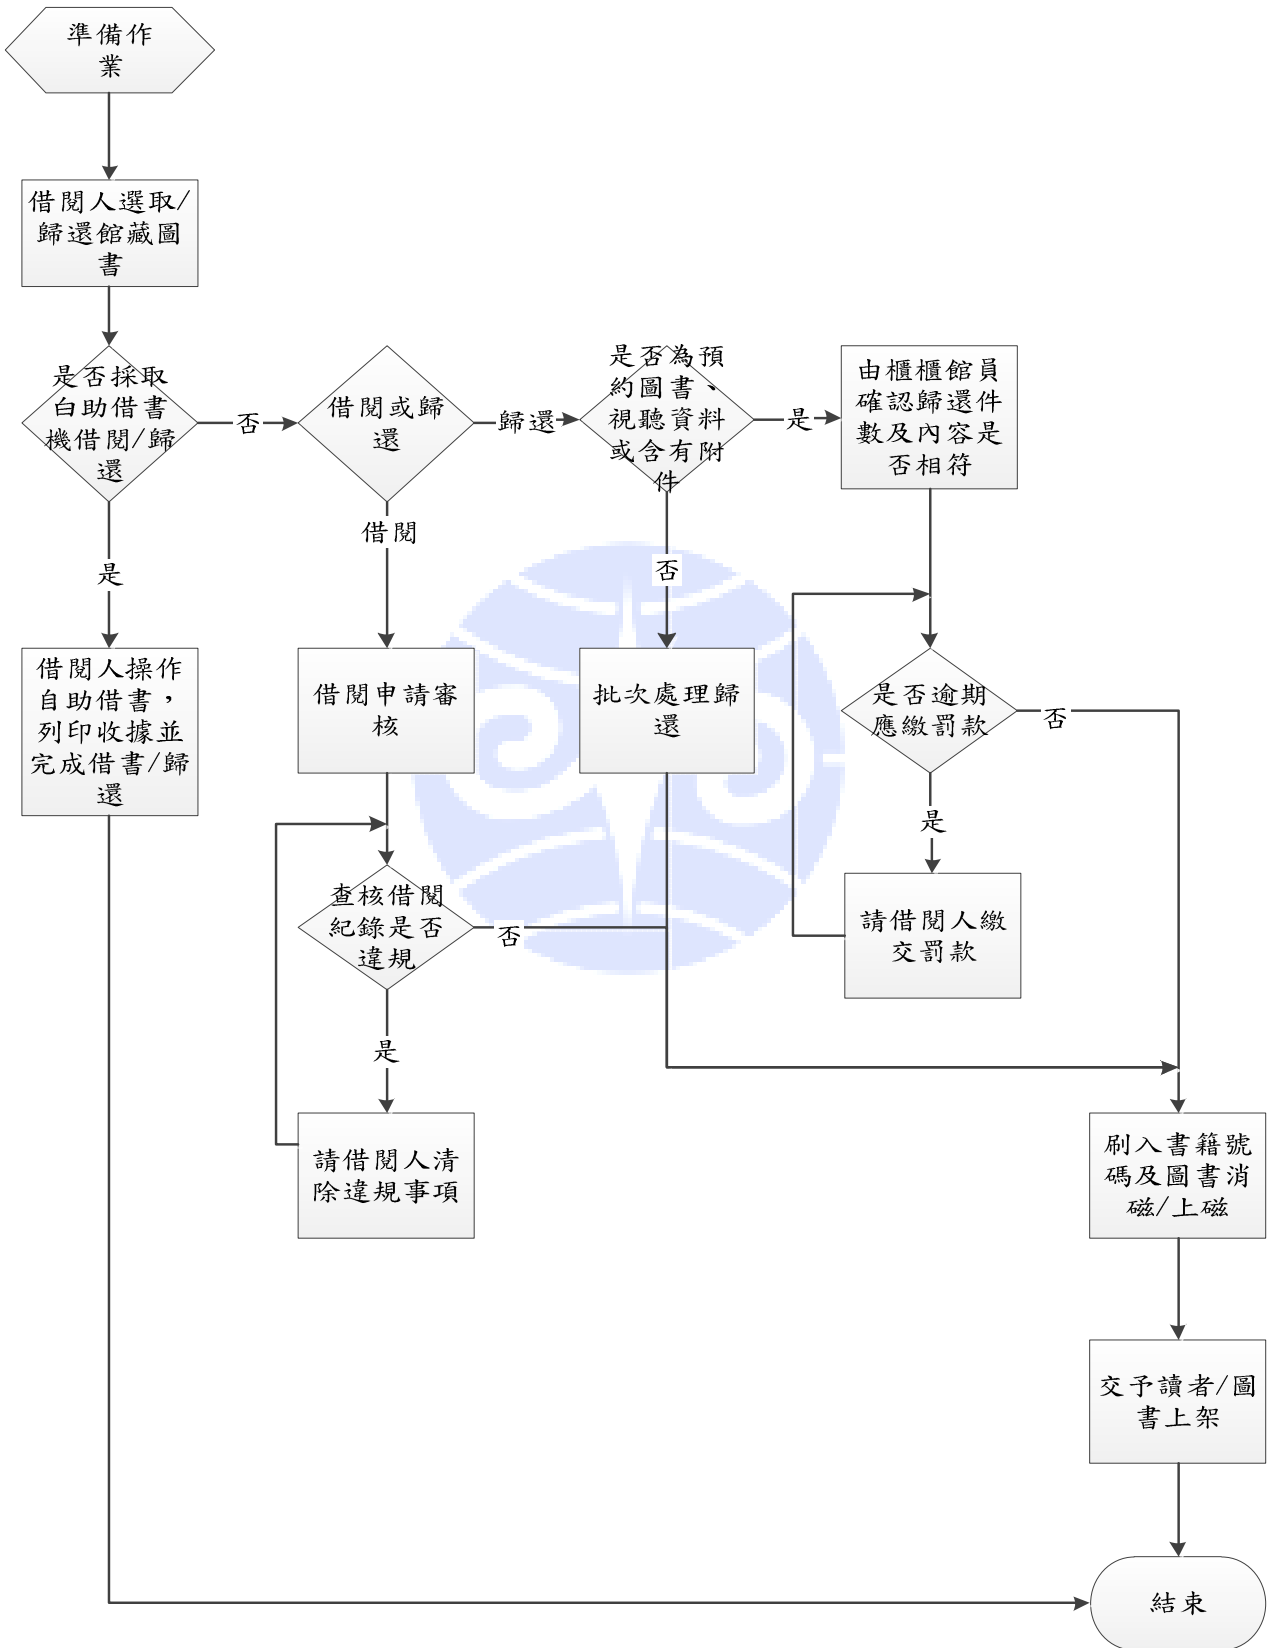 準備作
業
借閱人選取/
歸還館藏圖
書
是否採取
自助借書
機借閱/歸
還
否
借閱或歸
還
歸還
是否為預
約圖書、
視聽資料
或含有附
件
是
由櫃櫃館員
確認歸還件
數及內容是
否相符
借閱
是
否
借閱人操作
自助借書，
列印收據並
完成借書/歸
還
借閱申請審
核
批次處理歸
還
是否逾期
應繳罰款
否
是
查核借閱
紀錄是否
違規
否
請借閱人繳
交罰款
是
請借閱人清
除違規事項
刷入書籍號
碼及圖書消
磁/上磁
交予讀者/圖
書上架
結束